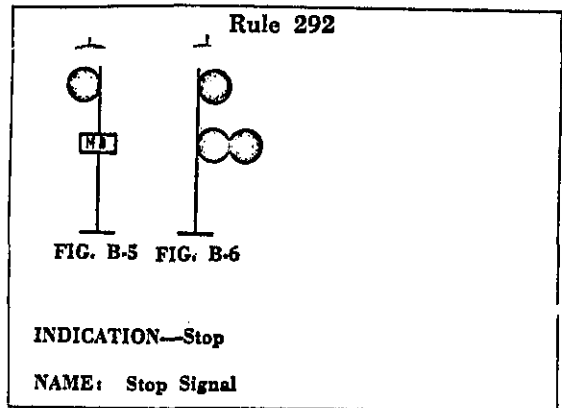 Rule 292
FIG. B-5 FIG. B-6
INDICATION—Stop
NAME: Stop Signal